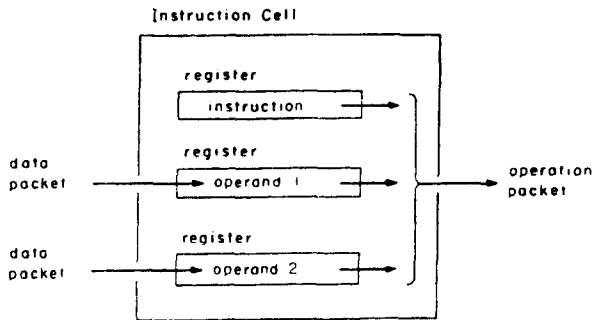 Instruction Cell
register
instruction
register
data
packet
operand 1
operation
packet
register
data
packet
operand 2